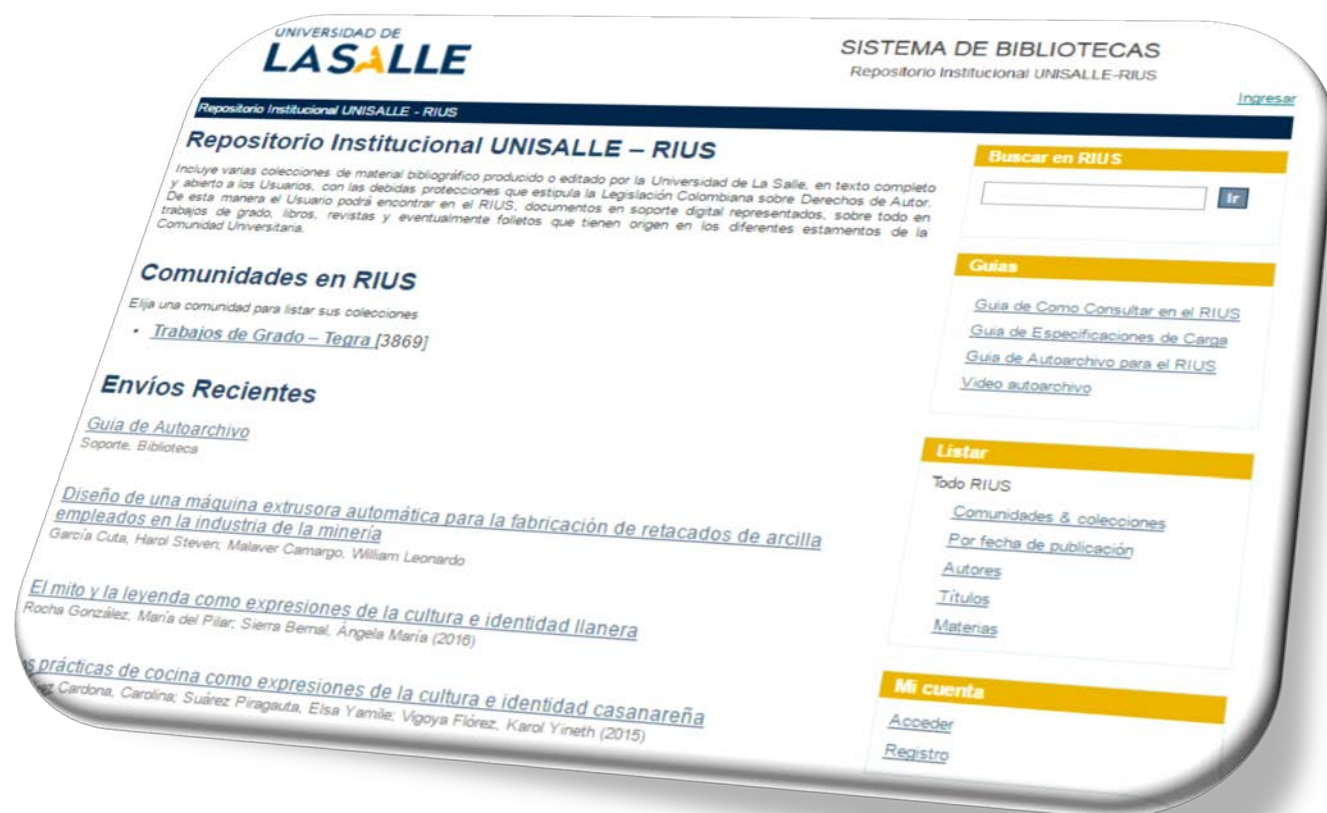 UNIVERSIDAD DE
LASALLE
SISTEMA DE BIBLIOTECAS
Repositorio Institucional UNISALLE-RIUS
Ingresar
Repositorio Institucional UNISALLE - RIUS
Repositorio Institucional UNISALLE – RIUS
Incluye varias colecciones de material bibliográfico producido o editado por la Universidad de La Salle, en texto completo
y abierto a los Usuarios, con las debidas protecciones que estipula la Legislación Colombiana sobre Derechos de Autor.
De esta manera el Usuario podrá encontrar en el RIUS, documentos en soporte digital representados, sobre todo en
trabajos de grado, libros, revistas y eventualmente folletos que tienen origen en los diferentes estamentos de la
Comunidad Universitaria.
Comunidades en RIUS
Elija una comunidad para listar sus colecciones
• Trabajos de Grado – Tegra [3869]
Envíos Recientes
Guia de Autoarchivo
Soporte, Biblioteca
Diseño de una máquina extrusora automática para la fabricación de retacados de arcilla
empleados en la industria de la minería
García Cuta, Harol Steven; Malaver Camargo, William Leonardo
El mito y la leyenda como expresiones de la cultura e identidad llanera
Rocha González, María del Pilar; Sierra Bernal, Ángela María (2016)
prácticas de cocina como expresiones de la cultura e identidad casanareña
Cardona, Carolina; Suárez Piragauta, Elsa Yamile; Vigoya Flórez, Karol Yineth (2015)
Buscar en RIUS
Ir
Guias
Guia de Como Consultar en el RIUS
Guia de Especificaciones de Carga
Guia de Autoarchivo para el RIUS
Video autoarchivo
Listar
Todo RIUS
Comunidades & colecciones
Por fecha de publicación
Autores
Títulos
Materias
Mi cuenta
Acceder
Registro